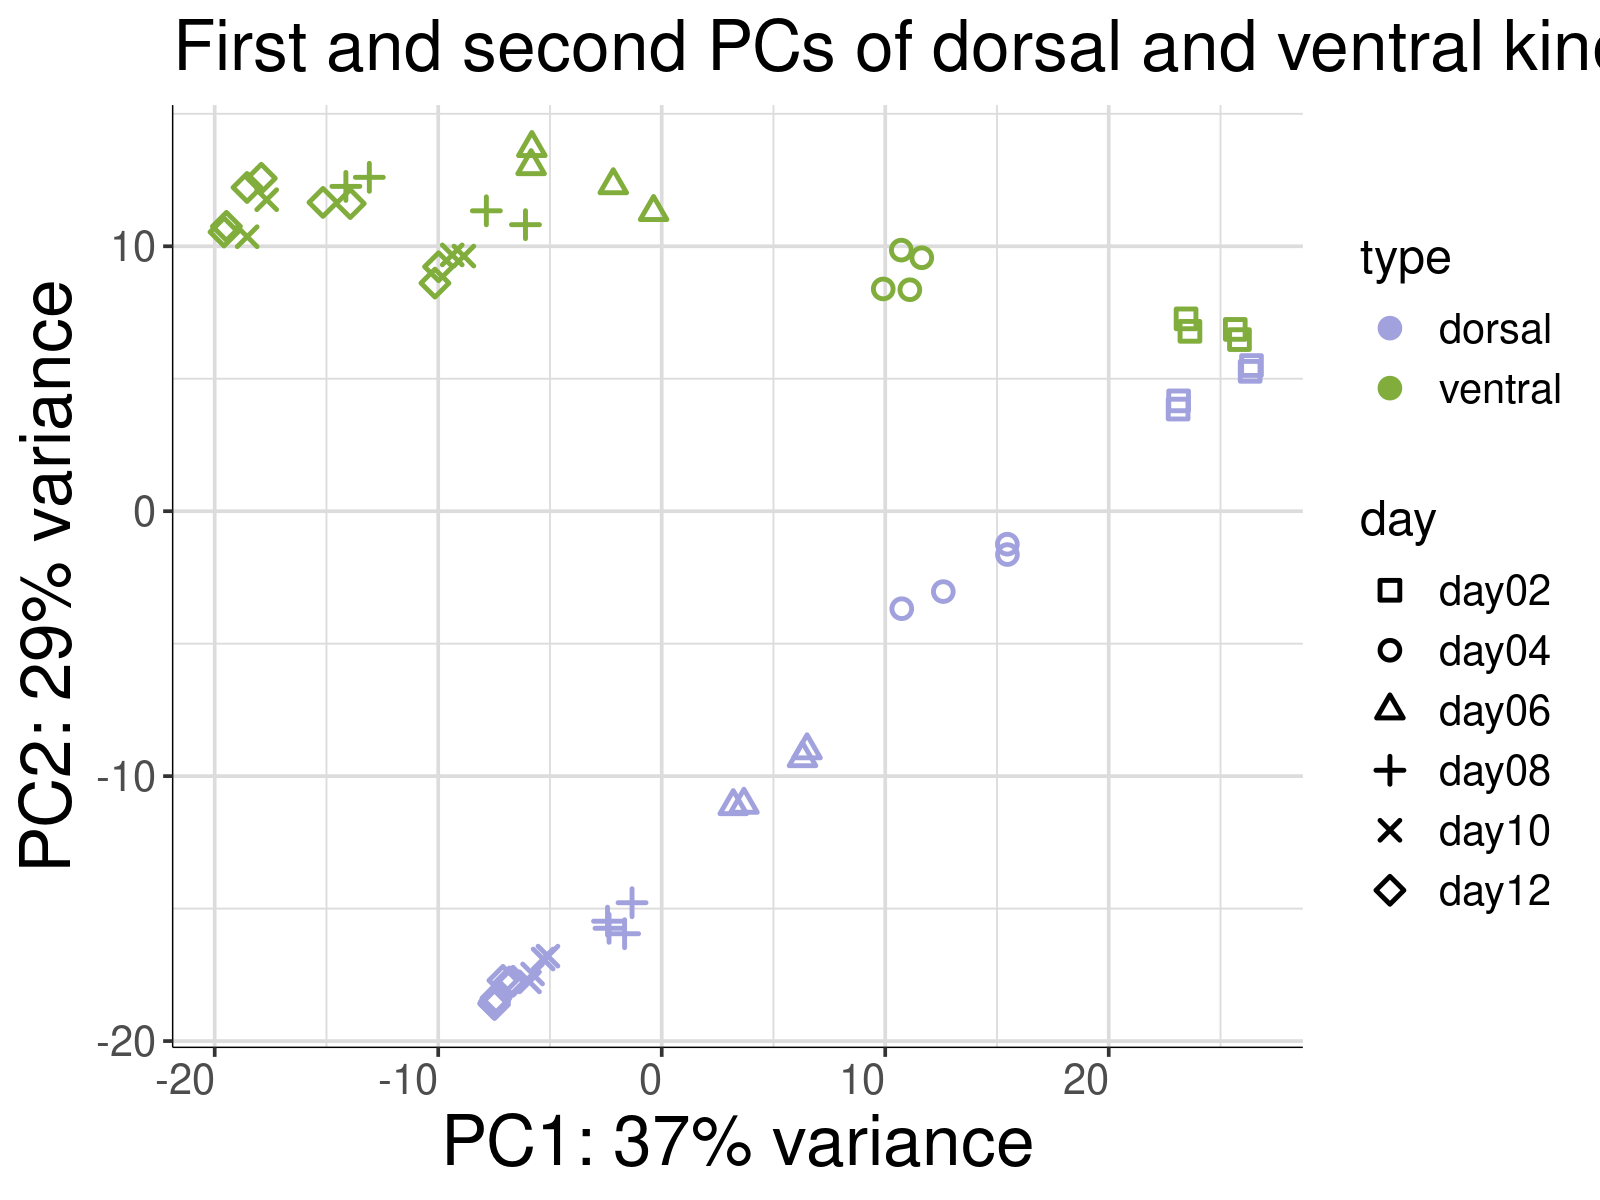 First and second PCs of dorsal and ventral
PC2: 29% variance
10
0
-10
-20
-20
-10
0
10
20
PC1: 37% variance
type
dorsal
ventral
day
day02
day04
day06
day08
day10
day12